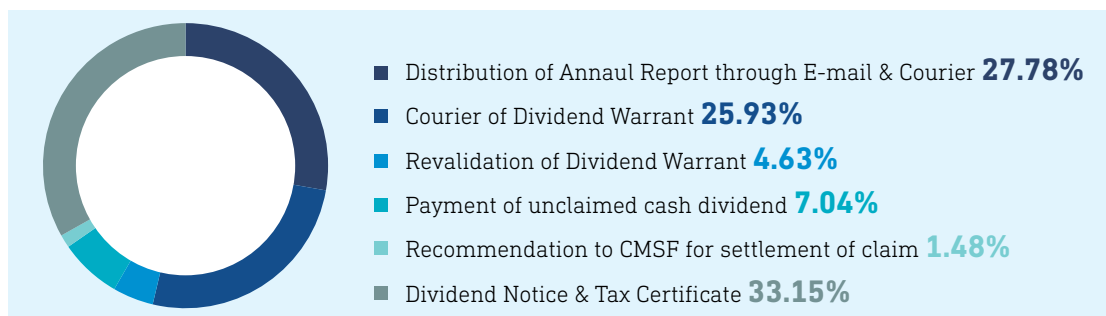 Distribution of Annaul Report through E-mail & Courier 27.78%
Courier of Dividend Warrant 25.93%
Revalidation of Dividend Warrant 4.63%
Payment of unclaimed cash dividend 7.04%
Recommendation to CMSF for settlement of claim 1.48%
Dividend Notice & Tax Certificate 33.15%